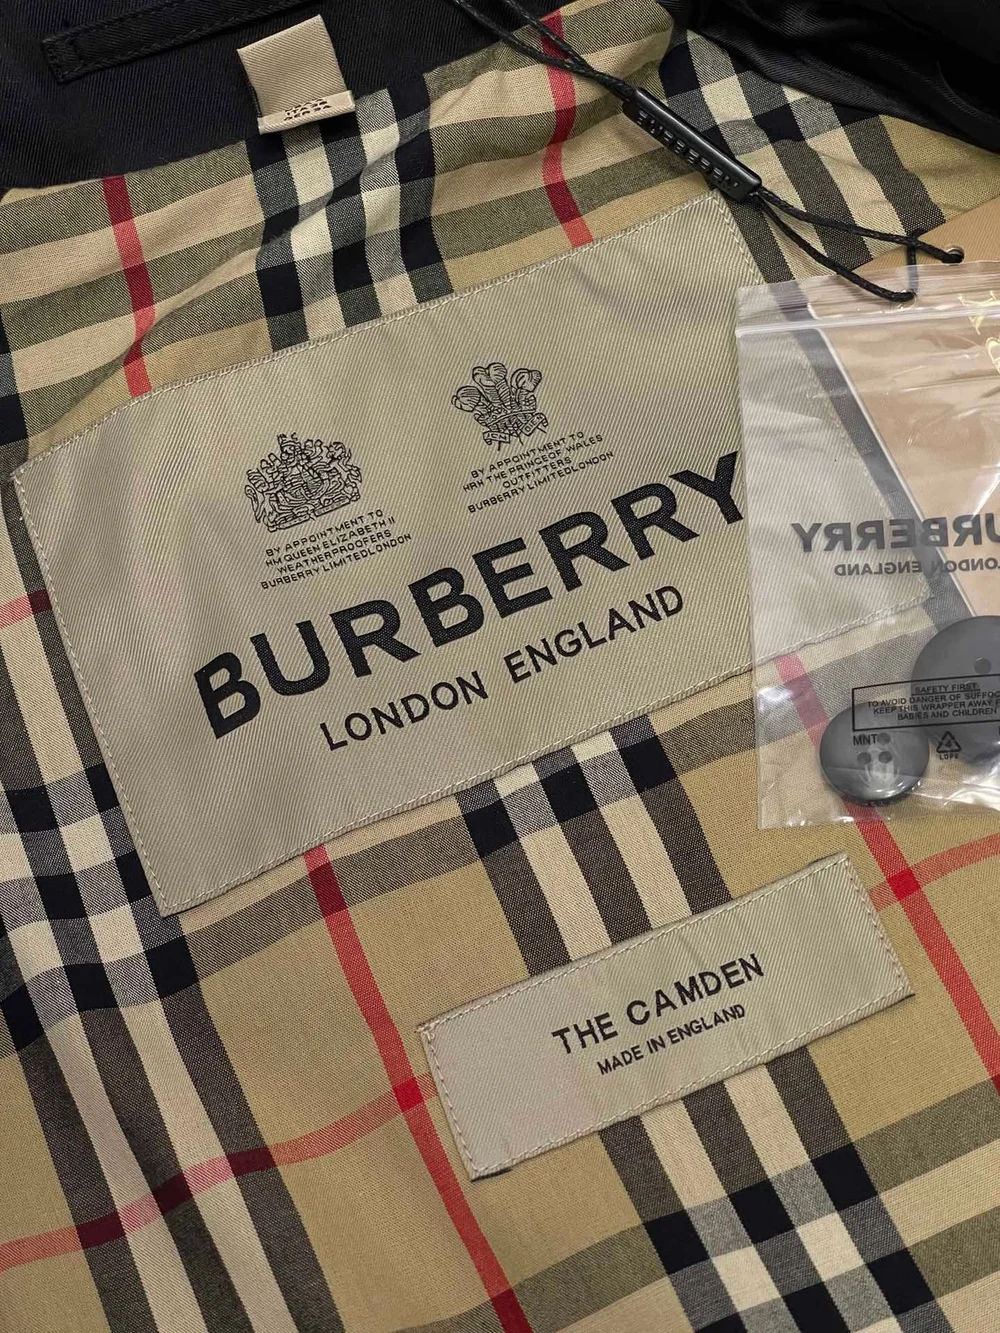 BY APPOINTMENT TO
HRH THE PRINCE OF WALES
OUTFITTERS
BURBERRY LIMITED LONDON
BY APPOINTMENT TO
HM QUEEN ELIZABETH II
WEATHERPROOFERS
BURBERRY LIMITED LONDON
BURBERRY
LONDON ENGLAND
URBERRY
LONDON ENGLAND
SAFETY FIRST
TO AVOID DANGER OF
KEEP THIS WRAPPER AWAY
BABIES AND CHILDREN
MNT
4
LDPE
THE CAMDEN
MADE IN ENGLAND